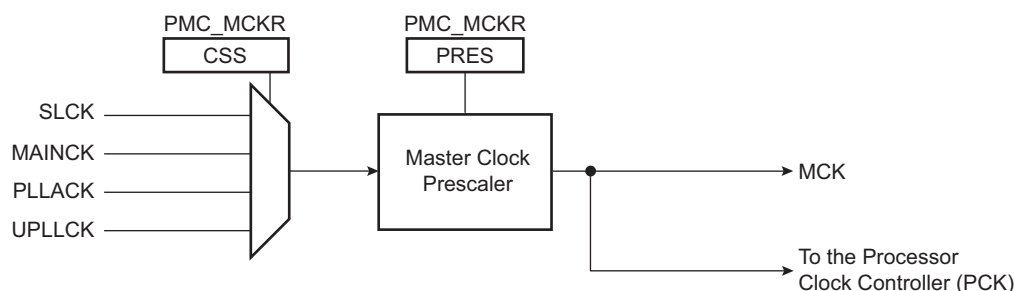 PMC_MCKR
PMC_MCKR
CSS
PRES
SLCK
MAINCK
PLLACK
UPLLCK
Master Clock
Prescaler
MCK
To the Processor
Clock Controller (PCK)